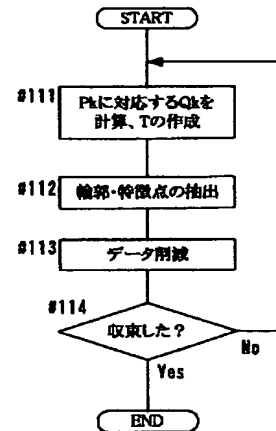 START
#111
Pkに対応するQkを
計算、Tの作成
#112
輪郭・特徴点の抽出
#113
データ削減
#114
収束した?
No
Yes
END